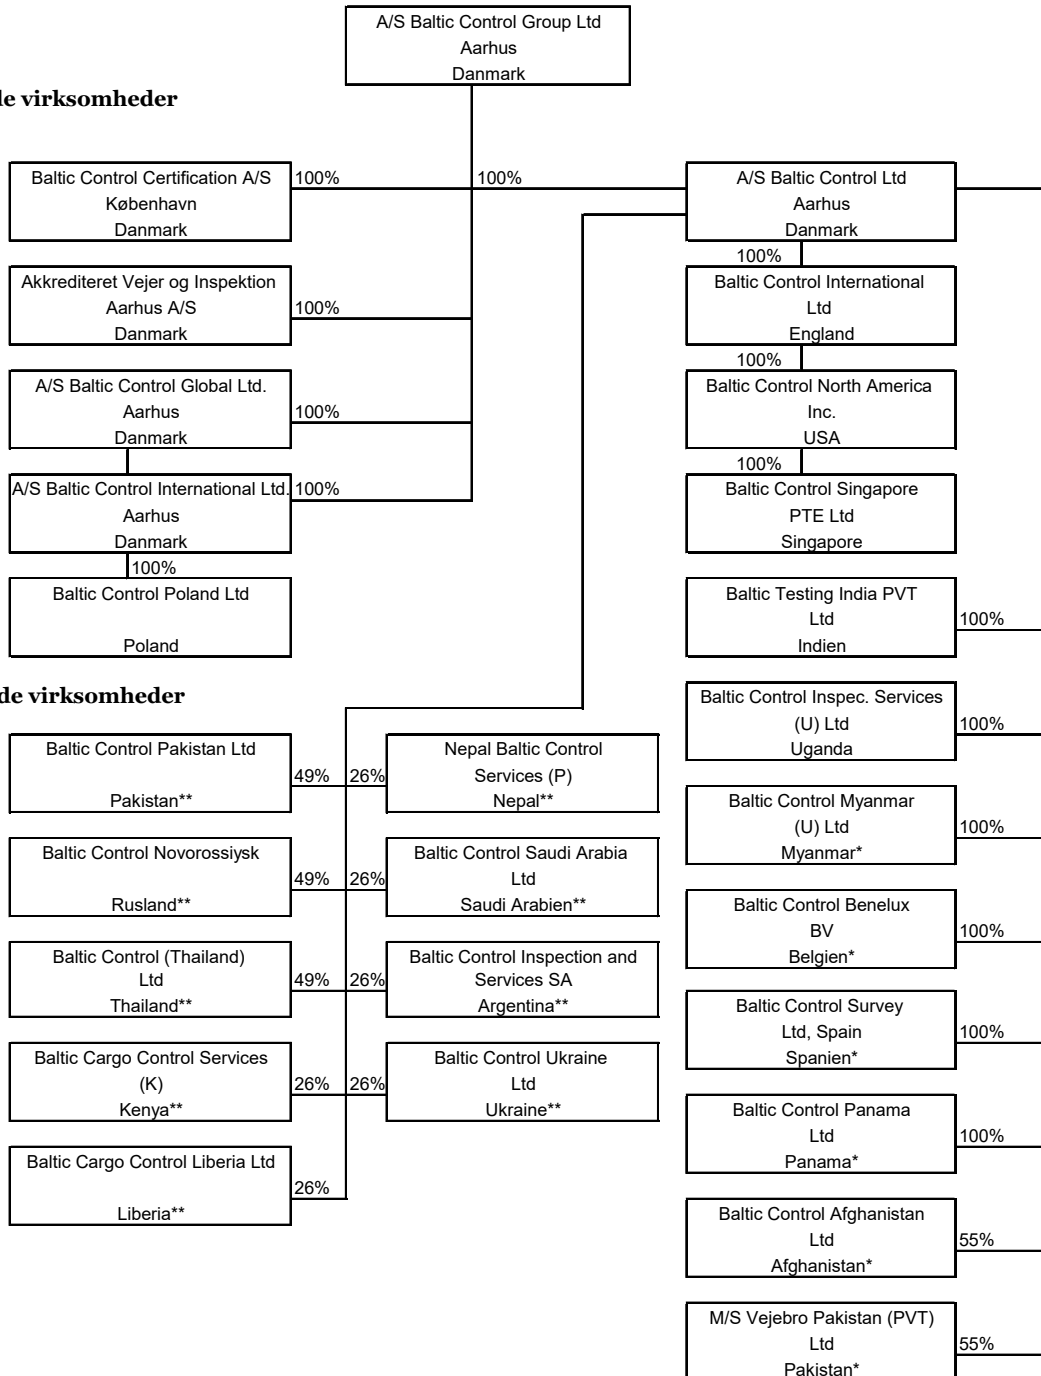 A/S Baltic Control Group Ltd
Aarhus
Danmark
de virksomheder
Baltic Control Certification A/S
København
Danmark
100%
100%
A/S Baltic Control Ltd
Aarhus
Danmark
100%
Akkrediteret Vejer og Inspektion
Aarhus A/S
Danmark
100%
Baltic Control International
Ltd
England
100%
A/S Baltic Control Global Ltd.
Aarhus
Danmark
100%
Baltic Control North America
Inc.
USA
100%
A/S Baltic Control International Ltd.
Aarhus
Danmark
100%
100%
Baltic Control Singapore
PTE Ltd
Singapore
Baltic Control Poland Ltd
Poland
Baltic Testing India PVT
Ltd
Indien
100%
de virksomheder
Baltic Control Inspec. Services
(U) Ltd
Uganda
100%
Baltic Control Pakistan Ltd
Pakistan**
49%
26%
Nepal Baltic Control
Services (P)
Nepal**
Baltic Control Myanmar
(U) Ltd
Myanmar*
100%
Baltic Control Novorossiysk
Rusland**
49%
26%
Baltic Control Saudi Arabia
Ltd
Saudi Arabien**
Baltic Control Benelux
BV
Belgien*
100%
Baltic Control (Thailand)
Ltd
Thailand**
49%
26%
Baltic Control Inspection and
Services SA
Argentina**
Baltic Control Survey
Ltd, Spain
Spanien*
100%
Baltic Cargo Control Services
(K)
Kenya**
26%
26%
Baltic Control Ukraine
Ltd
Ukraine**
Baltic Control Panama
Ltd
Panama*
100%
Baltic Cargo Control Liberia Ltd
Liberia**
26%
Baltic Control Afghanistan
Ltd
Afghanistan*
55%
M/S Vejebro Pakistan (PVT)
Ltd
Pakistan*
55%